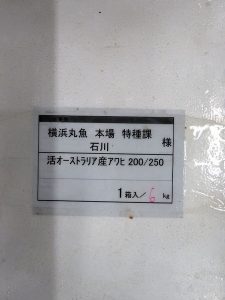 横浜丸魚 本場 特種課
石川 様
活オーストラリア産アワビ 200/250
1箱入/6 kg